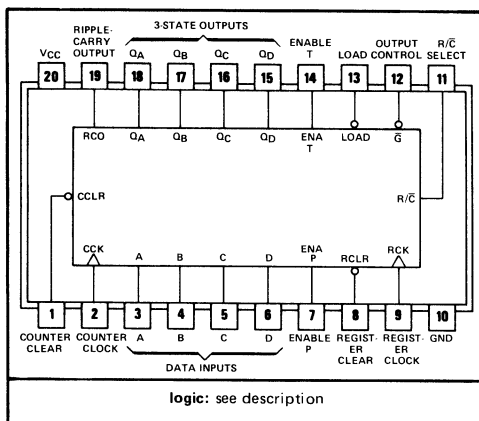 3-STATE OUTPUTS
RIPPLE-
CARRY
OUTPUT
ENABLE
T
OUTPUT
CONTROL
R/C̅
SELECT
VCC QA QB QC QD LOAD
20 19 18 17 16 15 14 13 12 11
RCO QA QB QC QD ENA
T LOAD G̅
CCLR
R/C̅
CCK A B C D ENA
P RCLR RCK
1 2 3 4 5 6 7 8 9 10
COUNTER
CLEAR
COUNTER
CLOCK
A B C D
DATA INPUTS
ENABLE
P
REGIST-
ER
CLEAR
REGIST-
ER
CLOCK
GND
logic: see description